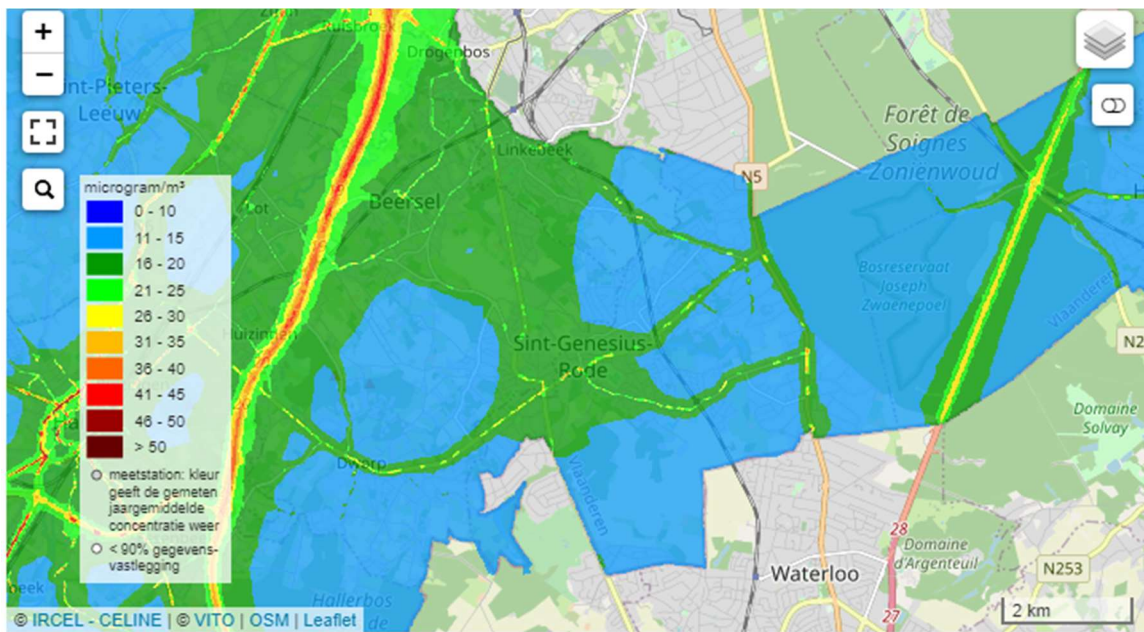 +
−
Ruisbroek
Drogenbos
Sint-Pieters-
Leeuw
Linkebeek
N5
Forêt de
Soignes
Zoniënwoud
Lot
Beersel
Bosreservaat
Joseph
Zwaenepoel
Vlaanderen
N2
Huizingen
Sint-Genesius-
Rode
Domaine
Solvay
Dworp
Vlaanderen
28
Domaine
d'Argenteuil
N253
Waterloo
27
Hallerbos
2 km
microgram/m³
0 - 10
11 - 15
16 - 20
21 - 25
26 - 30
31 - 35
36 - 40
41 - 45
46 - 50
> 50
meetstation: kleur
geeft de gemeten
jaargemiddelde
concentratie weer
< 90% gegevens-
vastlegging
© IRCEL - CELINE | © VITO | OSM | Leaflet